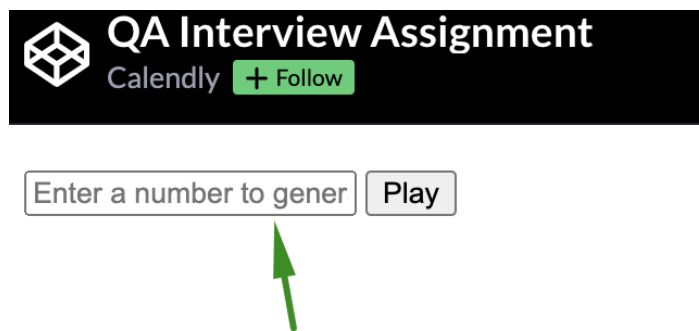 QA Interview Assignment
Calendly + Follow
Enter a number to gener Play